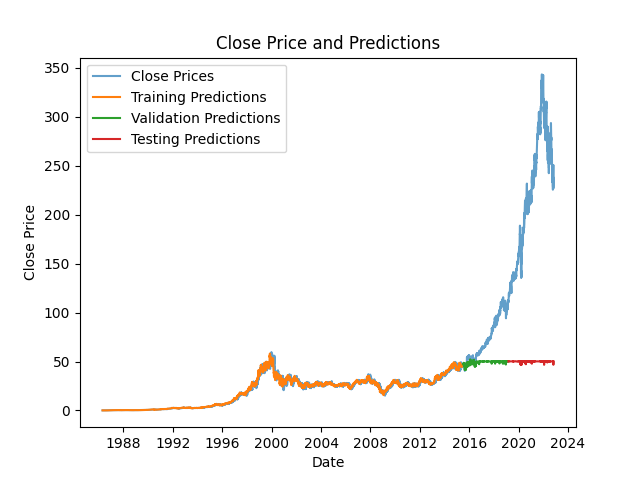 Close Price and Predictions
Close Prices
Training Predictions
Validation Predictions
Testing Predictions
350
300
250
200
150
100
50
0
Close Price
1988 1992 1996 2000 2004 2008 2012 2016 2020 2024
Date